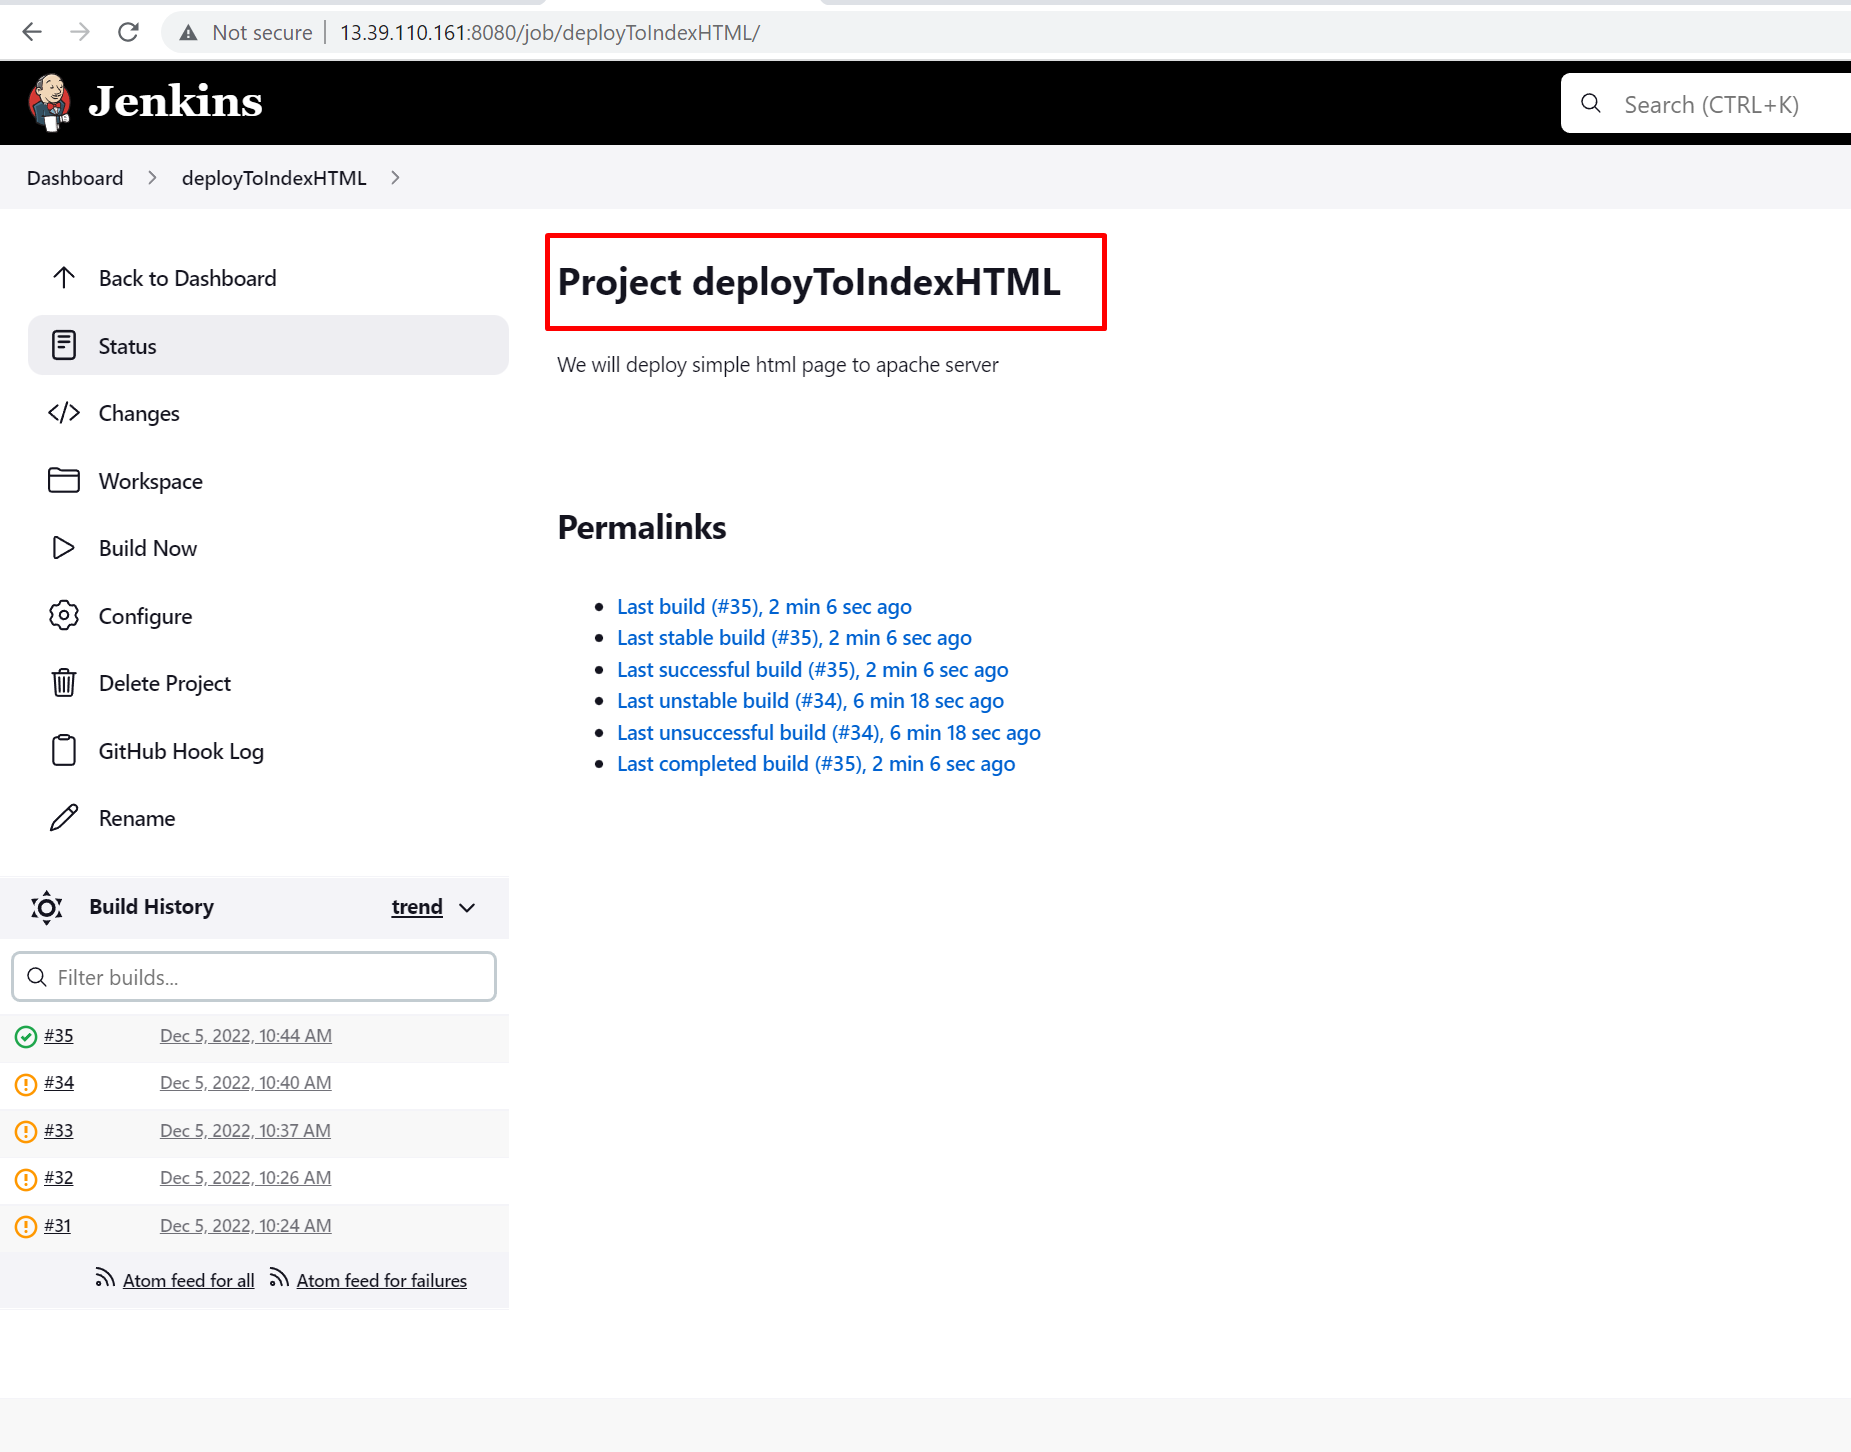 Not secure | 13.39.110.161:8080/job/deployToIndexHTML/
Jenkins
Search (CTRL+K)
Dashboard
deployToIndexHTML
Back to Dashboard
Status
Changes
Workspace
Build Now
Configure
Delete Project
GitHub Hook Log
Rename
Build History
trend
Filter builds...
#35
Dec 5, 2022, 10:44 AM
#34
Dec 5, 2022, 10:40 AM
#33
Dec 5, 2022, 10:37 AM
#32
Dec 5, 2022, 10:26 AM
#31
Dec 5, 2022, 10:24 AM
Atom feed for all
Atom feed for failures
Project deployToIndexHTML
We will deploy simple html page to apache server
Permalinks
Last build (#35), 2 min 6 sec ago
Last stable build (#35), 2 min 6 sec ago
Last successful build (#35), 2 min 6 sec ago
Last unstable build (#34), 6 min 18 sec ago
Last unsuccessful build (#34), 6 min 18 sec ago
Last completed build (#35), 2 min 6 sec ago